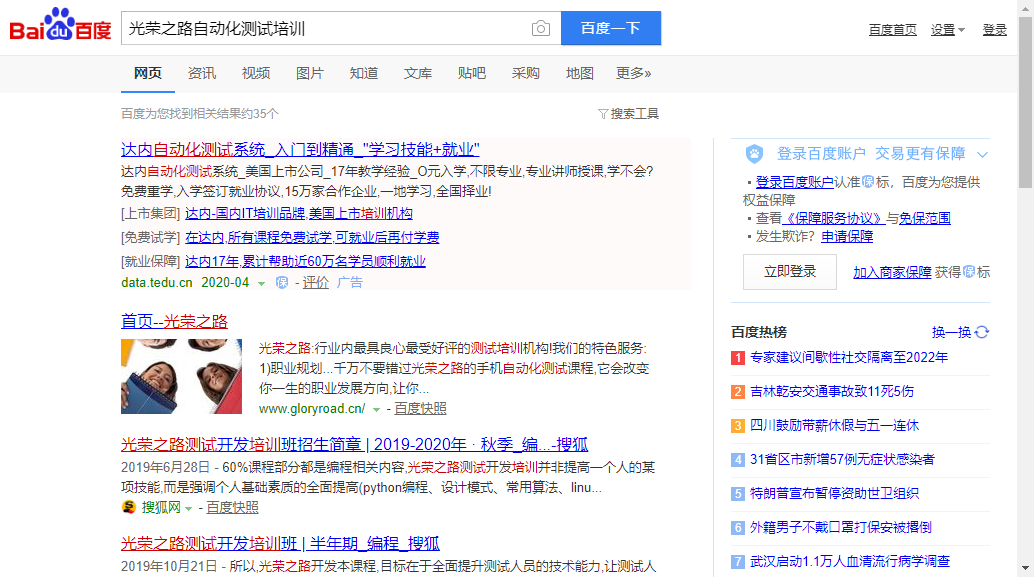 Bai du 百度
光荣之路自动化测试培训
百度一下
百度首页 设置 登录
网页 资讯 视频 图片 知道 文库 贴吧 采购 地图 更多»
百度为您找到相关结果约35个
搜索工具
达内自动化测试系统_入门到精通_"学习技能+就业"
达内自动化测试系统_美国上市公司_17年教学经验_O元入学,不限专业,专业讲师授课,学不会?
免费重学,入学签订就业协议,15万家合作企业,一地学习,全国择业!
[上市集团] 达内-国内IT培训品牌,美国上市培训机构
[免费试学] 在达内,所有课程免费试学,可就业后再付学费
[就业保障] 达内17年,累计帮助近60万名学员顺利就业
data.tedu.cn 2020-04 保 - 评价 广告
首页--光荣之路
光荣之路:行业内最具良心最受好评的测试培训机构!我们的特色服务:
1)职业规划...千万不要错过光荣之路的手机自动化测试课程,它会改变
你一生的职业发展方向,让你...
www.gloryroad.cn/ - 百度快照
光荣之路测试开发培训班招生简章 | 2019-2020年 · 秋季_编...-搜狐
2019年6月28日 - 60%课程部分都是编程相关内容,光荣之路测试开发培训并非提高一个人的某
项技能,而是强调个人基础素质的全面提高(python编程、设计模式、常用算法、linu...
搜狐网 - 百度快照
光荣之路测试开发培训班 | 半年期_编程_搜狐
2019年10月21日 - 所以,光荣之路开发本课程,目标在于全面提升测试人员的技术能力,让测试人
登录百度账户 交易更有保障
· 登录百度账户认准保标，百度为您提供
权益保障
· 查看《保障服务协议》与免保范围
· 发生欺诈？申请保障
立即登录 加入商家保障 获得保标
百度热榜 换一换
1 专家建议间歇性社交隔离至2022年
2 吉林乾安交通事故致11死5伤
3 四川鼓励带薪休假与五一连休
4 31省区市新增57例无症状感染者
5 特朗普宣布暂停资助世卫组织
6 外籍男子不戴口罩打保安被撂倒
7 武汉启动1.1万人血清流行病学调查